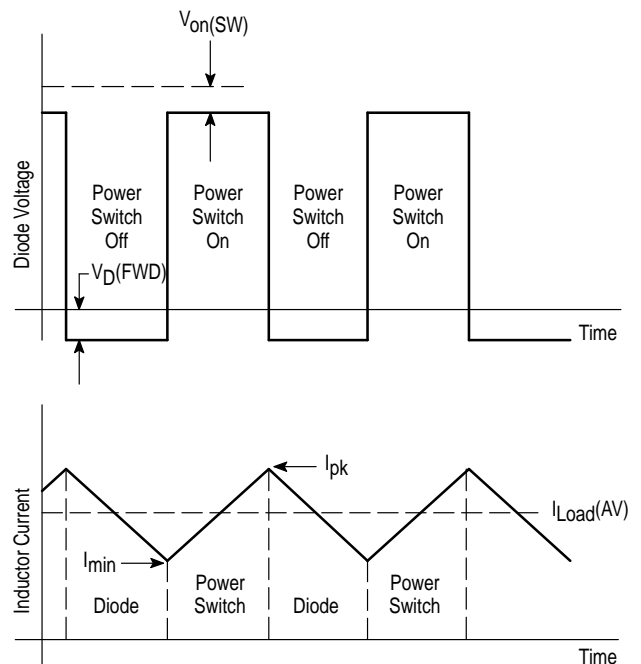 Von(SW)
Diode Voltage
Power
Switch
Off
Power
Switch
On
Power
Switch
Off
Power
Switch
On
VD(FWD)
Time
Inductor Current
Ipk
ILoad(AV)
Imin
Diode
Power
Switch
Diode
Power
Switch
Time